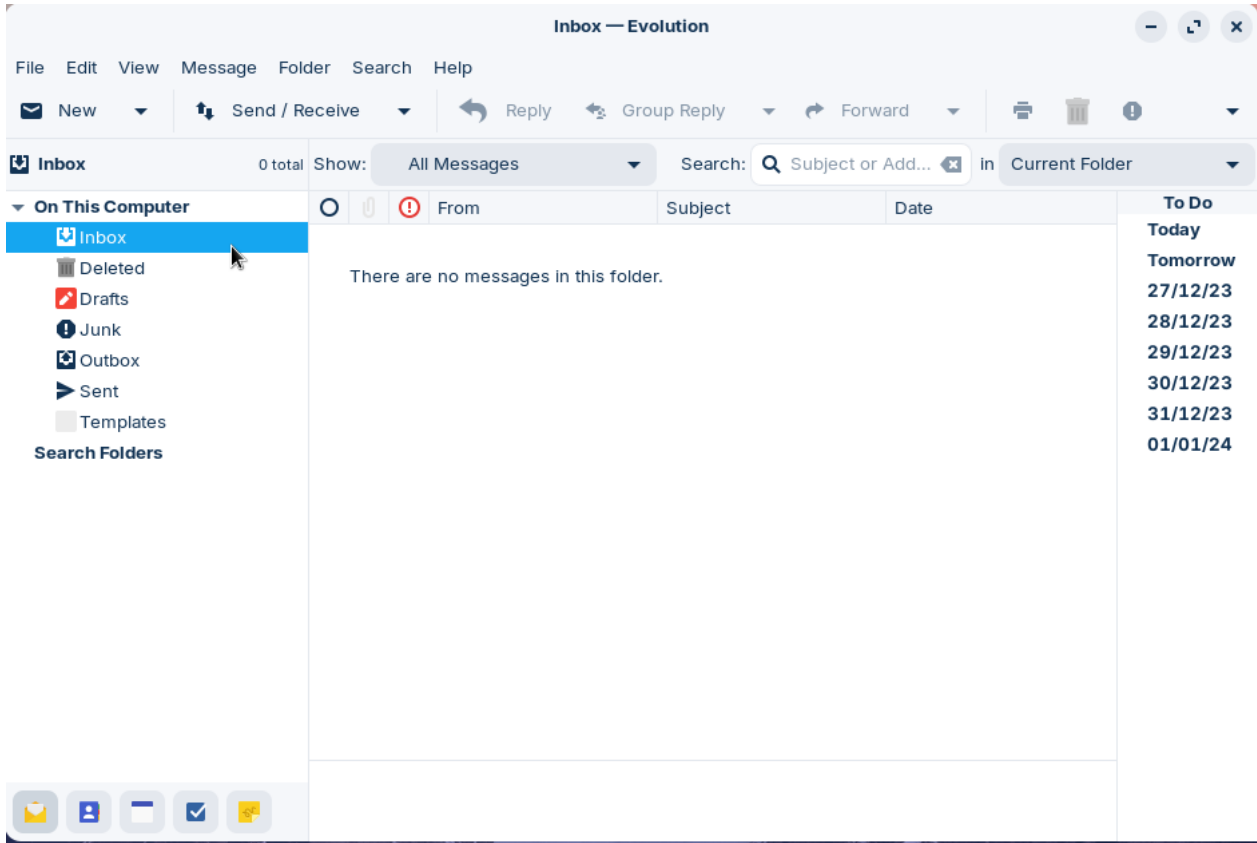 Inbox — Evolution
File Edit View Message Folder Search Help
New Send / Receive Reply Group Reply Forward
Inbox 0 total Show: All Messages Search: Subject or Add... in Current Folder
On This Computer
Inbox
Deleted
Drafts
Junk
Outbox
Sent
Templates
Search Folders
From Subject Date
There are no messages in this folder.
To Do
Today
Tomorrow
27/12/23
28/12/23
29/12/23
30/12/23
31/12/23
01/01/24